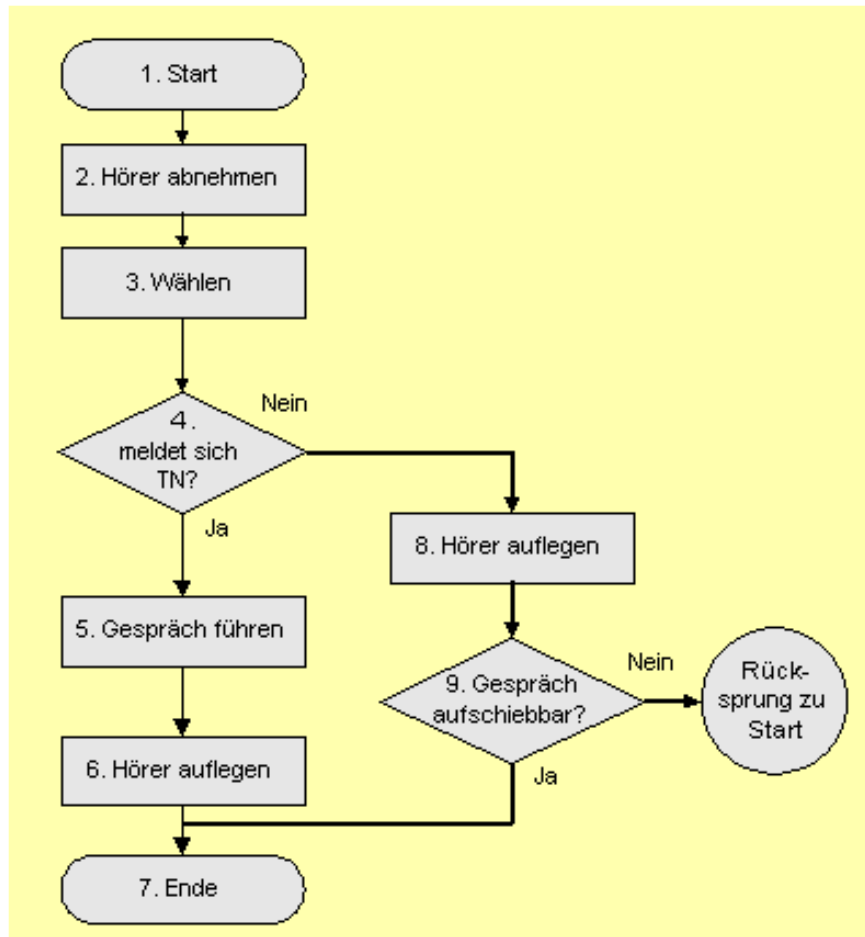 1. Start
2. Hörer abnehmen
3. Wählen
Nein
4.
meldet sich
TN?
Ja
5. Gespräch führen
6. Hörer auflegen
7. Ende
8. Hörer auflegen
9. Gespräch
aufschiebbar?
Nein
Ja
Rück-
sprung zu
Start